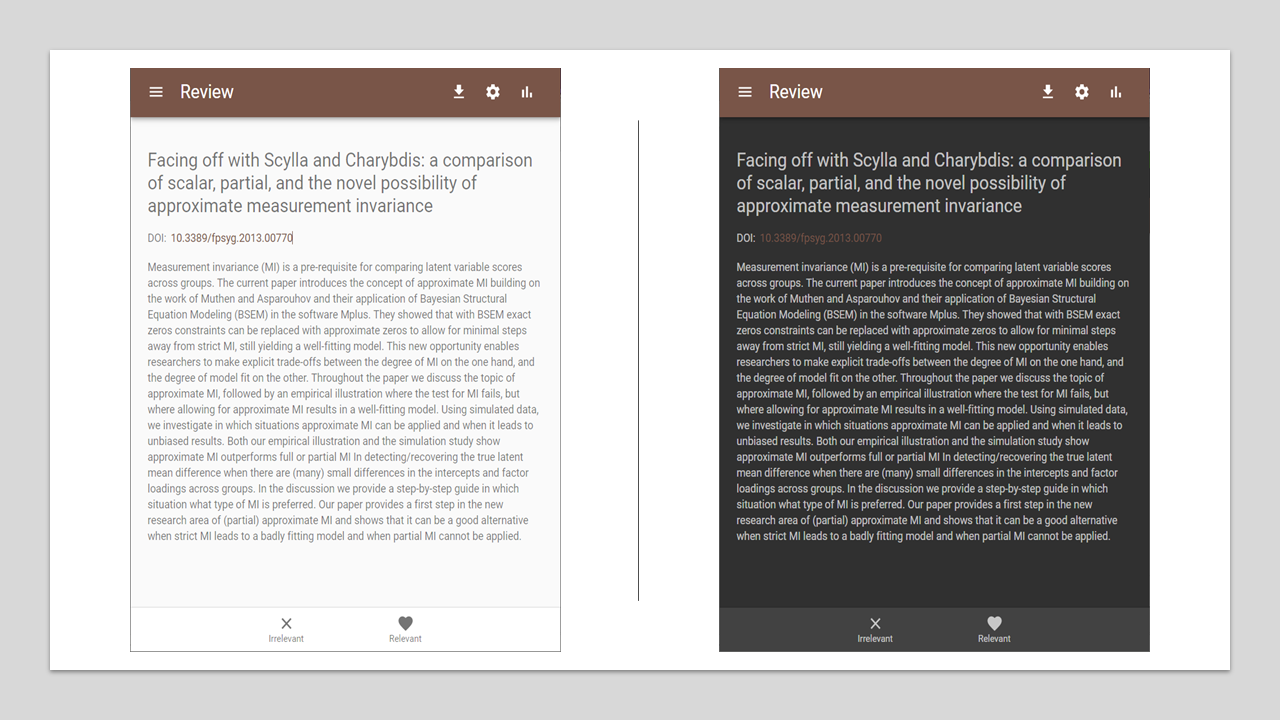 Review
Facing off with Scylla and Charybdis: a comparison
of scalar, partial, and the novel possibility of
approximate measurement invariance
DOI: 10.3389/fpsyg.2013.00770
Measurement invariance (MI) is a pre-requisite for comparing latent variable scores
across groups. The current paper introduces the concept of approximate MI building on
the work of Muthen and Asparouhov and their application of Bayesian Structural
Equation Modeling (BSEM) in the software Mplus. They showed that with BSEM exact
zeros constraints can be replaced with approximate zeros to allow for minimal steps
away from strict MI, still yielding a well-fitting model. This new opportunity enables
researchers to make explicit trade-offs between the degree of MI on the one hand, and
the degree of model fit on the other. Throughout the paper we discuss the topic of
approximate MI, followed by an empirical illustration where the test for MI fails, but
where allowing for approximate MI results in a well-fitting model. Using simulated data,
we investigate in which situations approximate MI can be applied and when it leads to
unbiased results. Both our empirical illustration and the simulation study show
approximate MI outperforms full or partial MI In detecting/recovering the true latent
mean difference when there are (many) small differences in the intercepts and factor
loadings across groups. In the discussion we provide a step-by-step guide in which
situation what type of MI is preferred. Our paper provides a first step in the new
research area of (partial) approximate MI and shows that it can be a good alternative
when strict MI leads to a badly fitting model and when partial MI cannot be applied.
Irrelevant
Relevant
Review
Facing off with Scylla and Charybdis: a comparison
of scalar, partial, and the novel possibility of
approximate measurement invariance
DOI: 10.3389/fpsyg.2013.00770
Measurement invariance (MI) is a pre-requisite for comparing latent variable scores
across groups. The current paper introduces the concept of approximate MI building on
the work of Muthen and Asparouhov and their application of Bayesian Structural
Equation Modeling (BSEM) in the software Mplus. They showed that with BSEM exact
zeros constraints can be replaced with approximate zeros to allow for minimal steps
away from strict MI, still yielding a well-fitting model. This new opportunity enables
researchers to make explicit trade-offs between the degree of MI on the one hand, and
the degree of model fit on the other. Throughout the paper we discuss the topic of
approximate MI, followed by an empirical illustration where the test for MI fails, but
where allowing for approximate MI results in a well-fitting model. Using simulated data,
we investigate in which situations approximate MI can be applied and when it leads to
unbiased results. Both our empirical illustration and the simulation study show
approximate MI outperforms full or partial MI In detecting/recovering the true latent
mean difference when there are (many) small differences in the intercepts and factor
loadings across groups. In the discussion we provide a step-by-step guide in which
situation what type of MI is preferred. Our paper provides a first step in the new
research area of (partial) approximate MI and shows that it can be a good alternative
when strict MI leads to a badly fitting model and when partial MI cannot be applied.
Irrelevant
Relevant